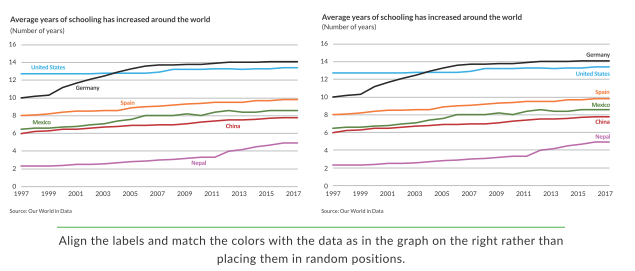 Average years of schooling has increased around the world
(Number of years)
16
14
12
10
8
6
4
2
0
United States
Germany
Spain
Mexico
China
Nepal
1997 1999 2001 2003 2005 2007 2009 2011 2013 2015 2017
Source: Our World in Data
Average years of schooling has increased around the world
(Number of years)
16
14
12
10
8
6
4
2
0
Germany
United States
Spain
Mexico
China
Nepal
1997 1999 2001 2003 2005 2007 2009 2011 2013 2015 2017
Source: Our World in Data
Align the labels and match the colors with the data as in the graph on the right rather than
placing them in random positions.